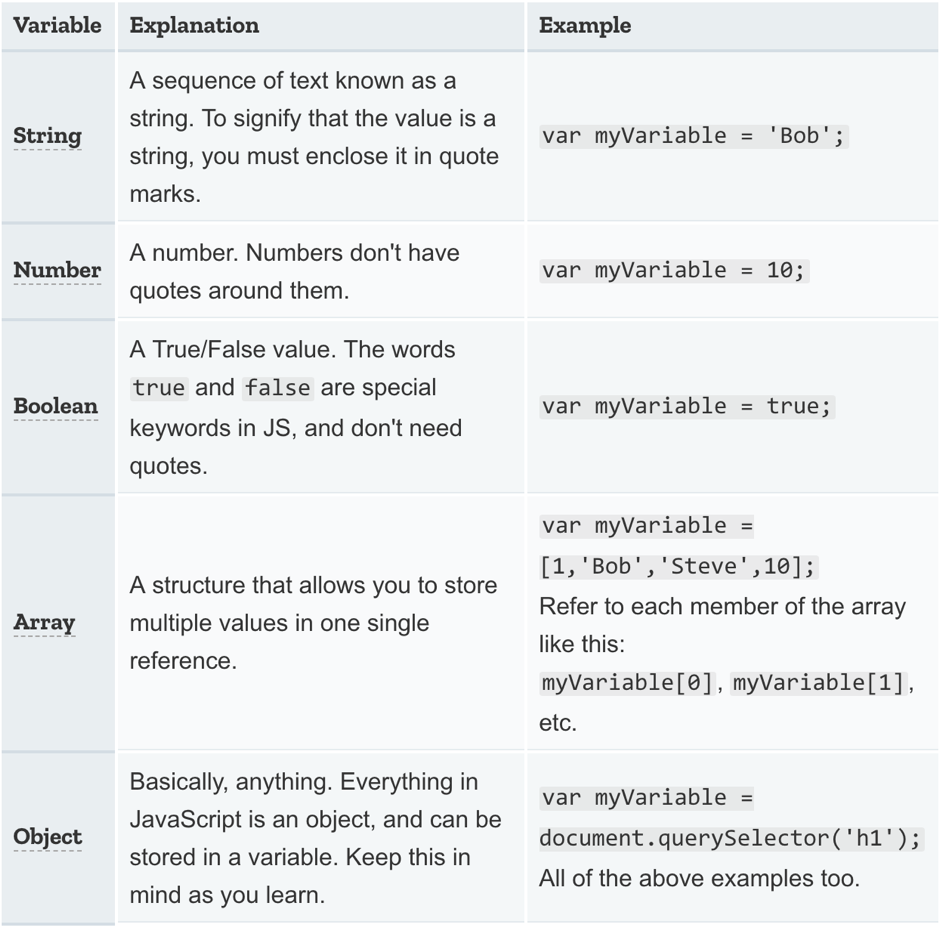 Variable Explanation Example
String
A sequence of text known as a
string. To signify that the value is a
string, you must enclose it in quote
marks.
var myVariable = 'Bob';
Number
A number. Numbers don't have
quotes around them.
var myVariable = 10;
Boolean
A True/False value. The words
true and false are special
keywords in JS, and don't need
quotes.
var myVariable = true;
Array
A structure that allows you to store
multiple values in one single
reference.
var myVariable =
[1,'Bob','Steve',10];
Refer to each member of the array
like this:
myVariable[0], myVariable[1],
etc.
Object
Basically, anything. Everything in
JavaScript is an object, and can be
stored in a variable. Keep this in
mind as you learn.
var myVariable =
document.querySelector('h1');
All of the above examples too.